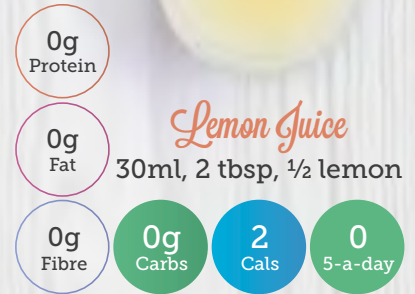 0g
Protein
Lemon Juice
0g
Fat
30ml, 2 tbsp, ½ lemon
0g
Fibre
0g
Carbs
2
Cals
0
5-a-day